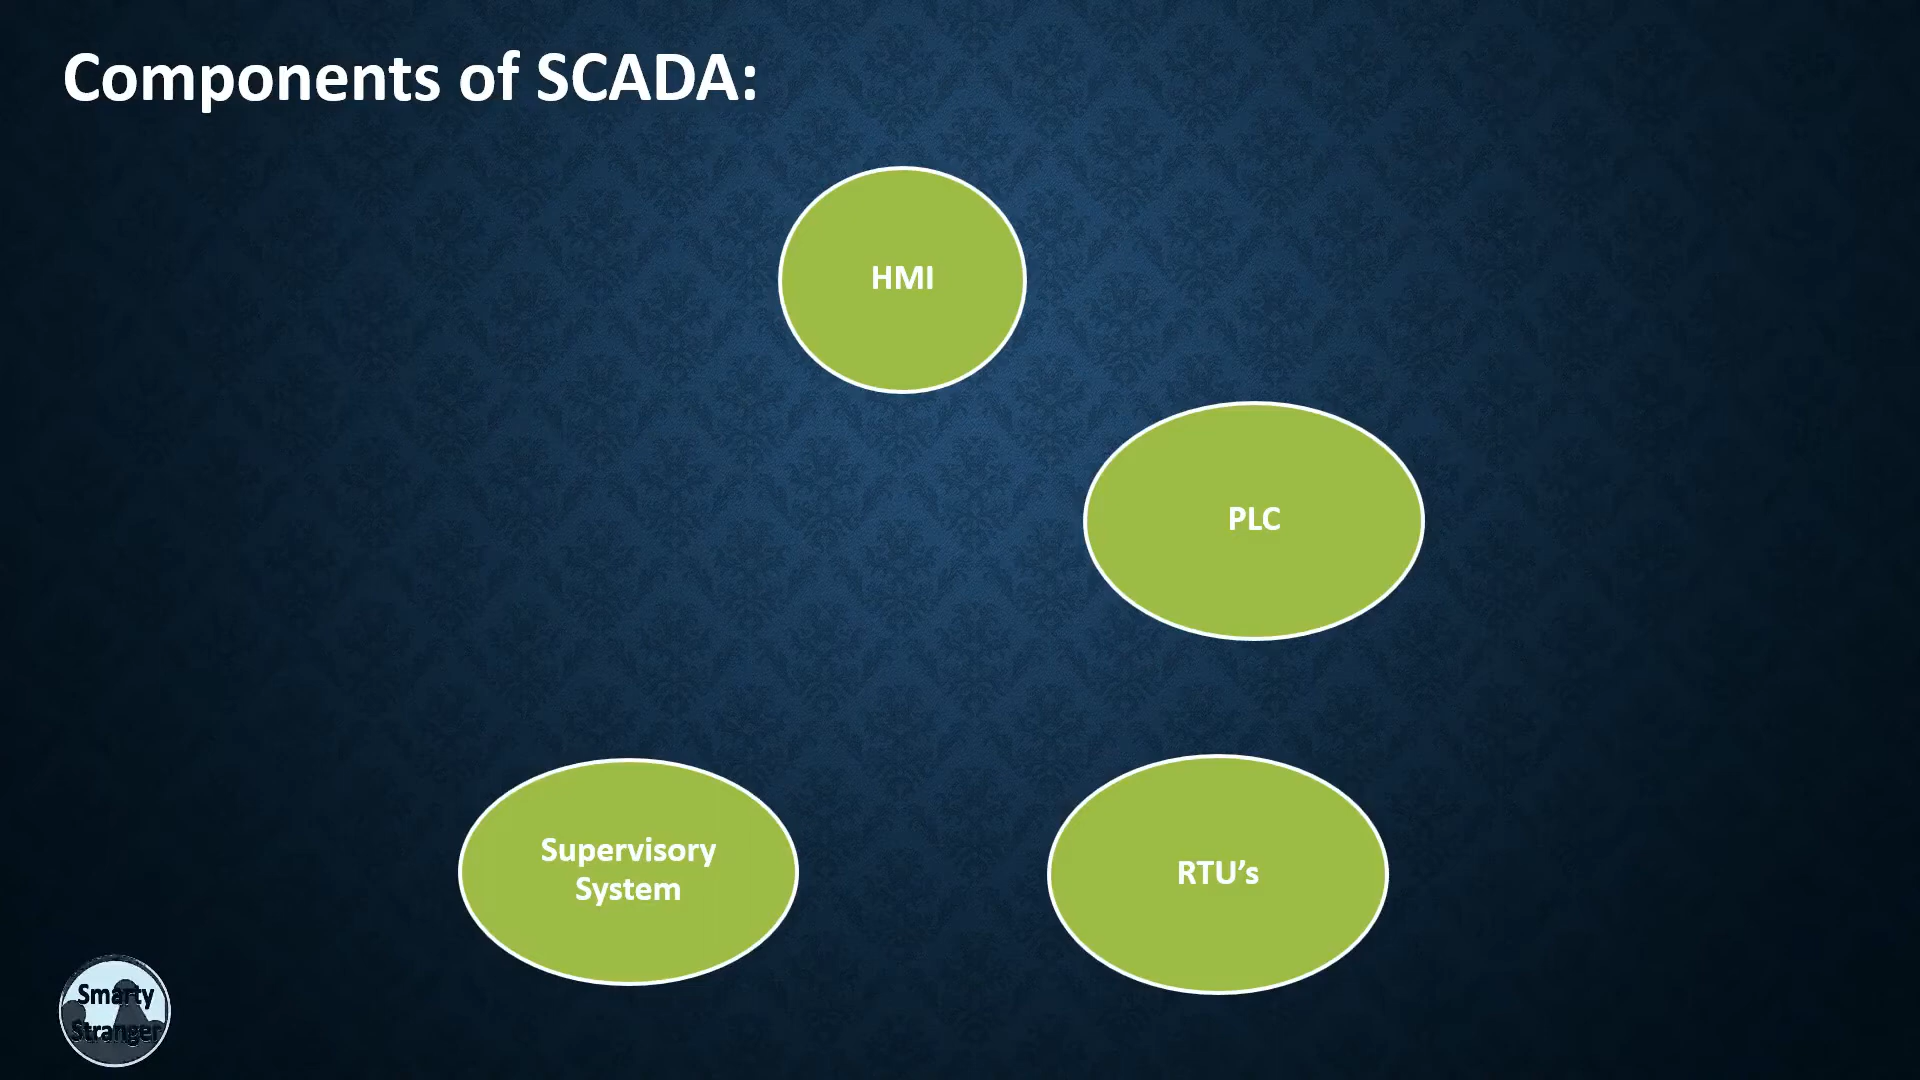 Components of SCADA:
HMI
PLC
Supervisory
System
RTU’s
Smarty
Stranger